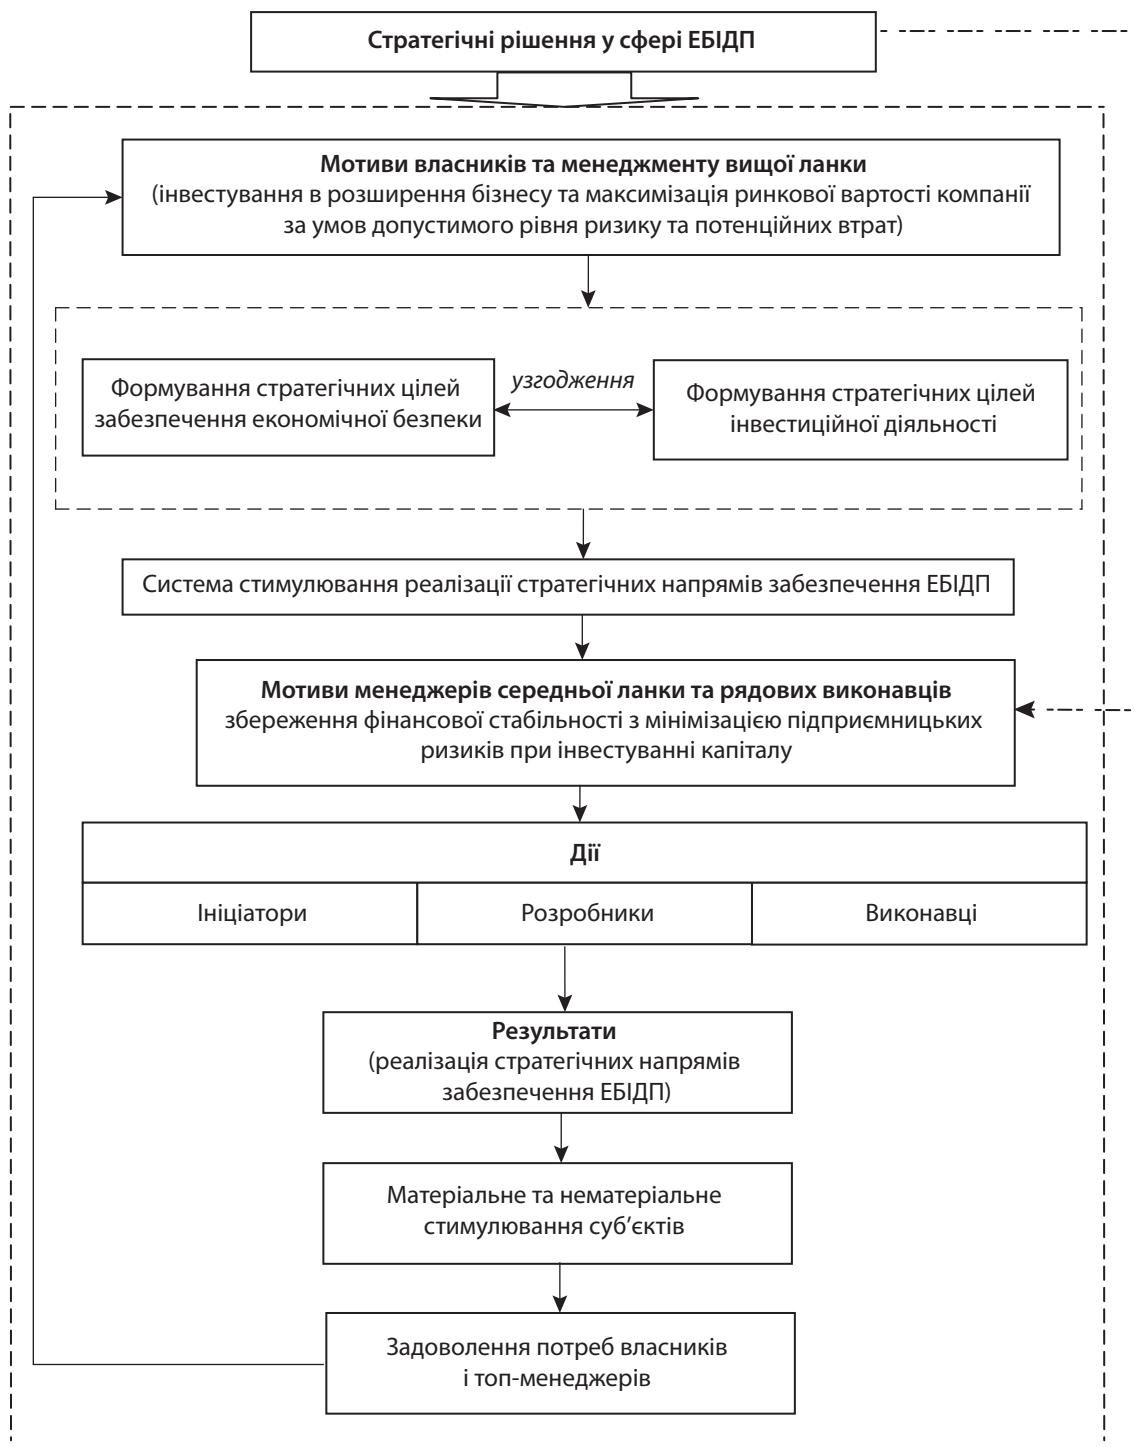 Стратегічні рішення у сфері ЕБІДП
Мотиви власників та менеджменту вищої ланки
(інвестування в розширення бізнесу та максимізація ринкової вартості компанії
за умов допустимого рівня ризику та потенційних втрат)
Формування стратегічних цілей
забезпечення економічної безпеки
узгодження
Формування стратегічних цілей
інвестиційної діяльності
Система стимулювання реалізації стратегічних напрямів забезпечення ЕБІДП
Мотиви менеджерів середньої ланки та рядових виконавців
збереження фінансової стабільності з мінімізацією підприємницьких
ризиків при інвестуванні капіталу
Дії
Ініціатори
Розробники
Виконавці
Результати
(реалізація стратегічних напрямів
забезпечення ЕБІДП)
Матеріальне та нематеріальне
стимулювання суб’єктів
Задоволення потреб власників
і топ-менеджерів